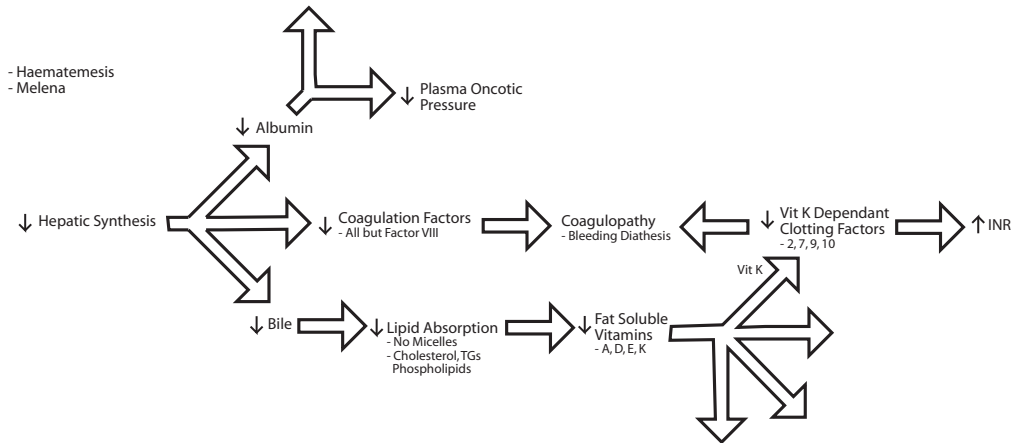 - Haematemesis
- Melena
↓ Plasma Oncotic
Pressure
↓ Albumin
↓ Hepatic Synthesis
↓ Coagulation Factors
- All but Factor VIII
Coagulopathy
- Bleeding Diathesis
↓ Vit K Dependant
Clotting Factors
- 2, 7, 9, 10
↑ INR
Vit K
↓ Bile
↓ Lipid Absorption
- No Micelles
- Cholesterol, TGs
Phospholipids
↓ Fat Soluble
Vitamins
- A, D, E, K